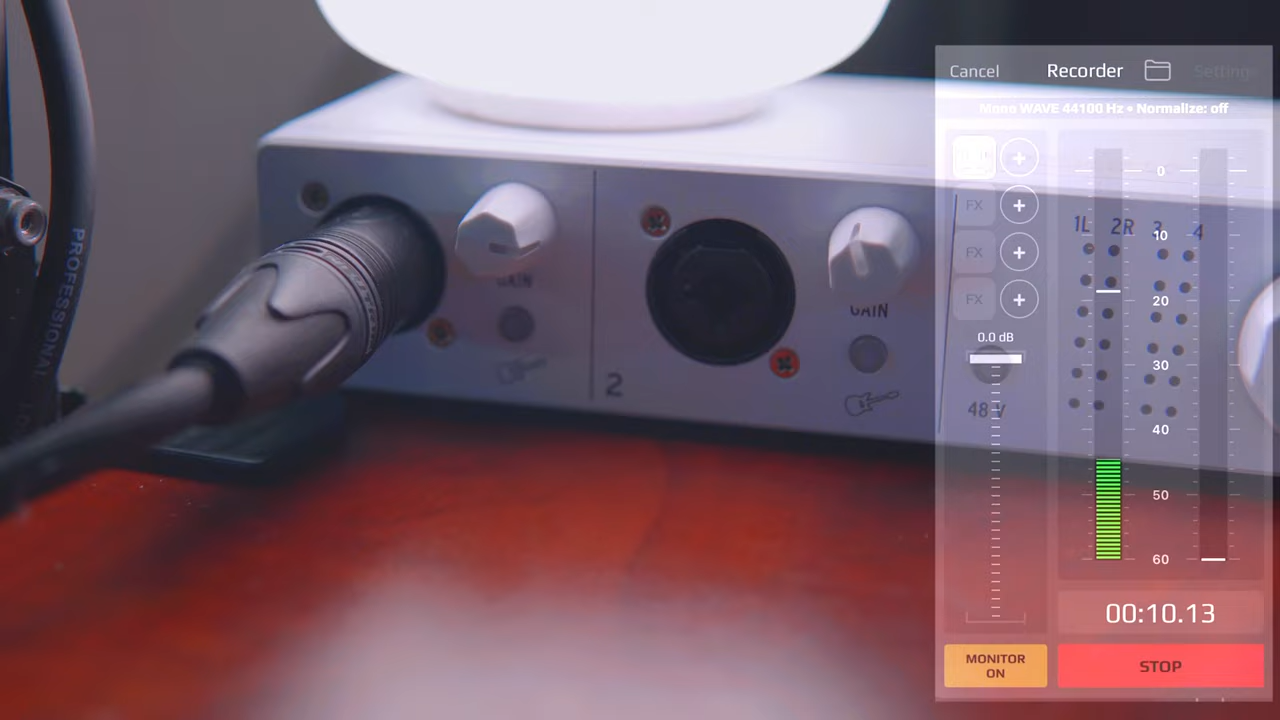 Cancel
Recorder
Settings
Mono WAVE 44100 Hz • Normalize: off
FX
FX
FX
0.0 dB
0
10
20
30
40
50
60
00:10.13
MONITOR
ON
STOP
PROFESSIONAL
GAIN
2
GAIN
1L 2R 3 4
48 V